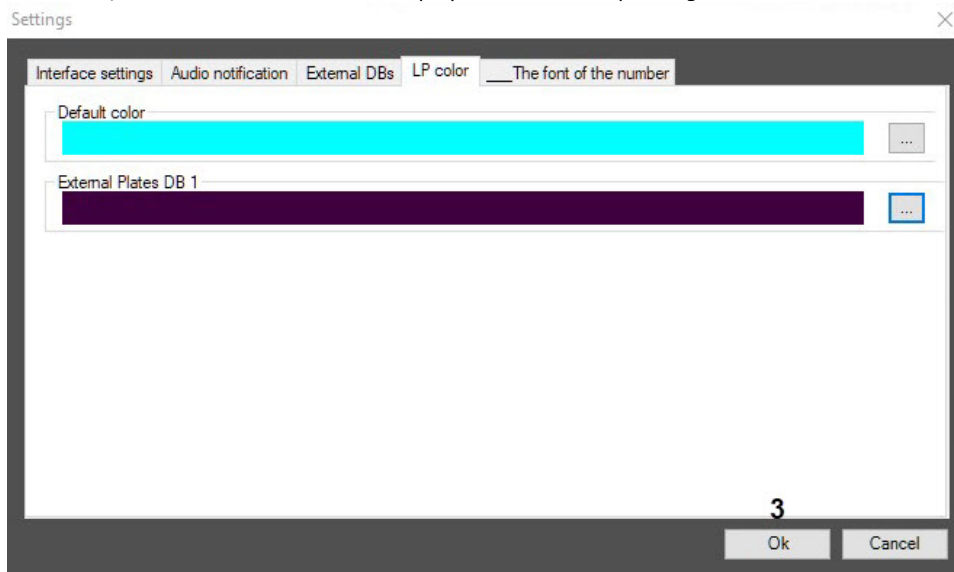 Settings
Interface settings Audio notification External DBs LP color ___The font of the number
Default color
...
External Plates DB 1
...
3
Ok Cancel